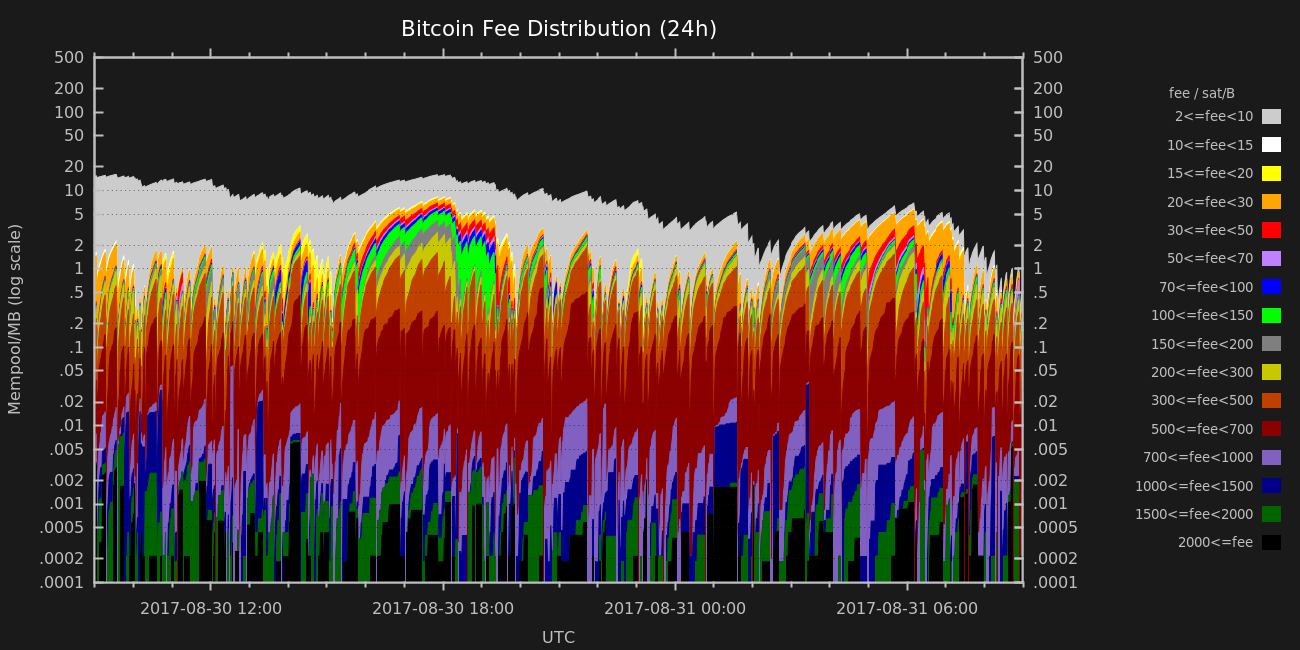 Bitcoin Fee Distribution (24h)
500 500
200 200
100 100
50 50
20 20
10 10
5 5
2 2
1 1
.5 .5
.2 .2
.1 .1
.05 .05
.02 .02
.01 .01
.005 .005
.002 .002
.001 .001
.0005 .0005
.0002 .0002
.0001 .0001
Mempool/MB (log scale)
2017-08-30 12:00 2017-08-30 18:00 2017-08-31 00:00 2017-08-31 06:00
UTC
fee / sat/B
2<=fee<10
10<=fee<15
15<=fee<20
20<=fee<30
30<=fee<50
50<=fee<70
70<=fee<100
100<=fee<150
150<=fee<200
200<=fee<300
300<=fee<500
500<=fee<700
700<=fee<1000
1000<=fee<1500
1500<=fee<2000
2000<=fee